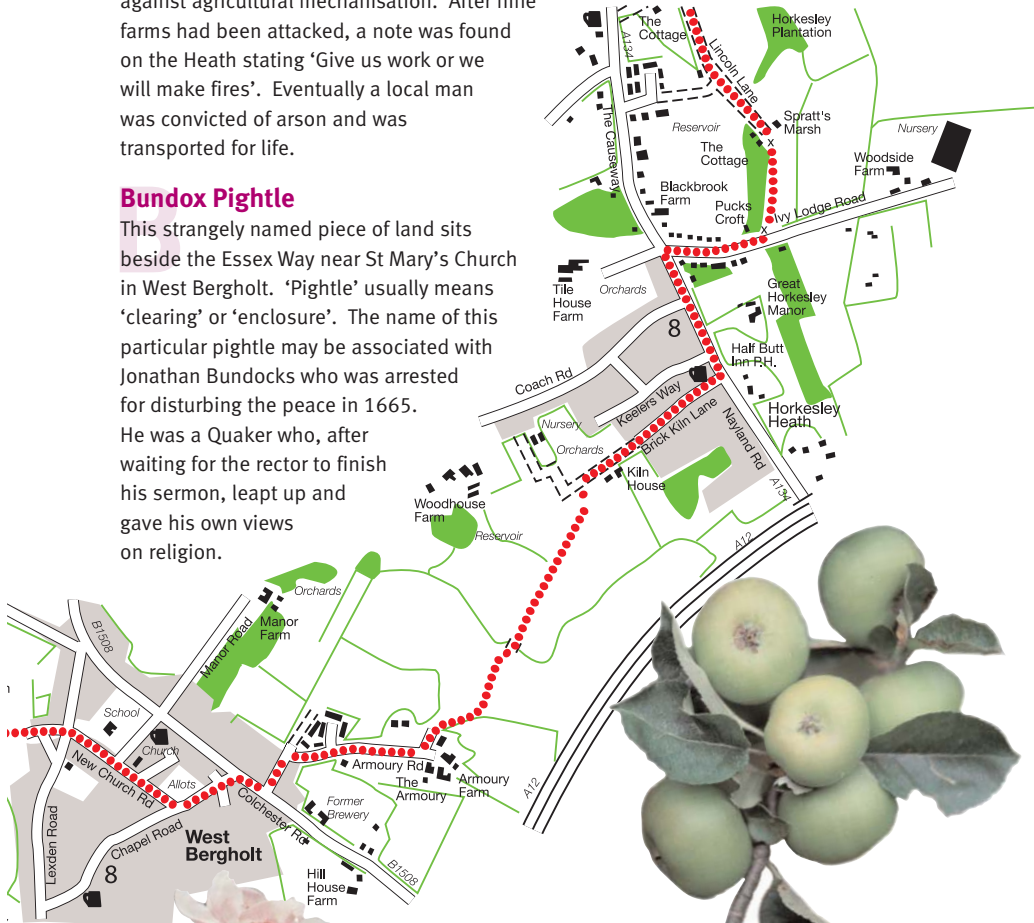 against agricultural mechanisation. After nine
farms had been attacked, a note was found
on the Heath stating ‘Give us work or we
will make fires’. Eventually a local man
was convicted of arson and was
transported for life.
B
Bundox Pightle
This strangely named piece of land sits
beside the Essex Way near St Mary’s Church
in West Bergholt. ‘Pightle’ usually means
‘clearing’ or ‘enclosure’. The name of this
particular pightle may be associated with
Jonathan Bundocks who was arrested
for disturbing the peace in 1665.
He was a Quaker who, after
waiting for the rector to finish
his sermon, leapt up and
gave his own views
on religion.
The
Cottage
A134
Lincoln Lane
Horkesley
Plantation
The Causeway
Reservoir
Spratt's
Marsh
x
The
Cottage
Nursery
Woodside
Farm
Blackbrook
Farm
Pucks
Croft
x
Ivy Lodge Road
Tile
House
Farm
Orchards
Great
Horkesley
Manor
8
Half Butt
Inn P.H.
Coach Rd
Keelers Way
Brick Kiln Lane
Nayland Rd
Horkesley
Heath
Nursery
Orchards
Kiln
House
A134
Woodhouse
Farm
Reservoir
A12
Orchards
Manor
Farm
Manor Road
B1508
School
Church
New Church Rd
Allots
Armoury Rd
The
Armoury
Armoury
Farm
A12
Lexden Road
Chapel Road
Colchester Rd
Former
Brewery
West
Bergholt
8
B1508
Hill
House
Farm